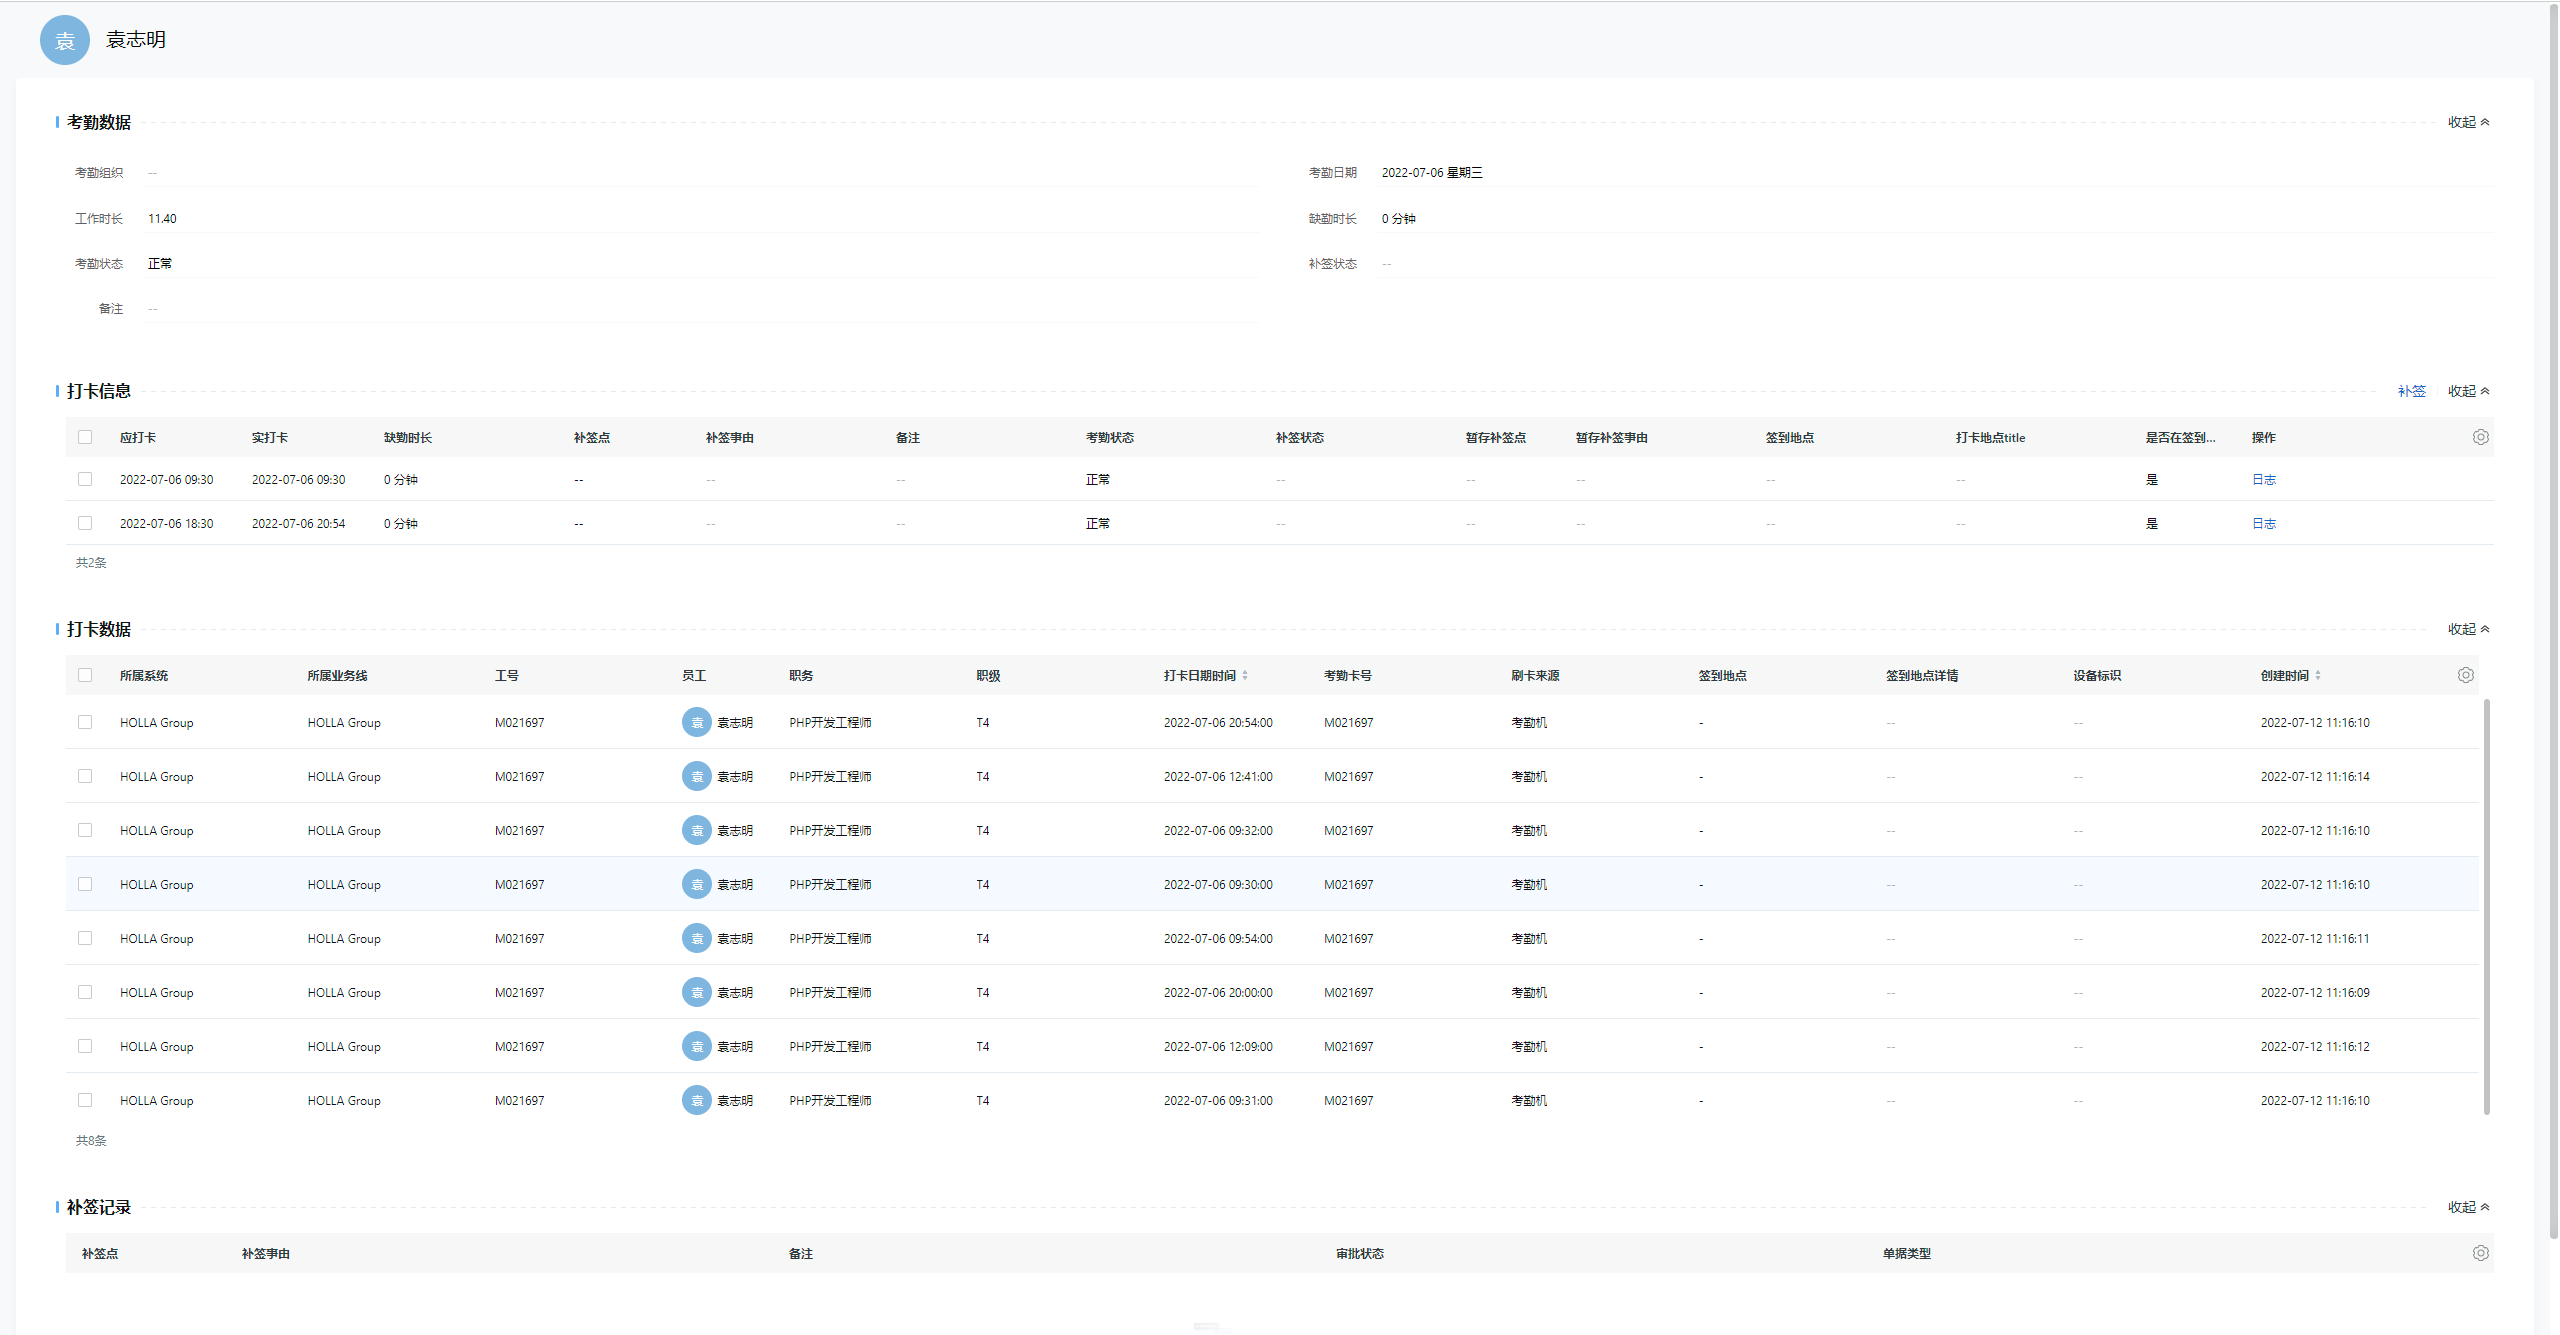 袁 袁志明
考勤数据 收起
考勤组织 -- 考勤日期 2022-07-06 星期三
工作时长 11.40 缺勤时长 0 分钟
考勤状态 正常 补签状态 --
备注 --
打卡信息 补签 收起
应打卡 实打卡 缺勤时长 补签点 补签事由 备注 考勤状态 补签状态 暂存补签点 暂存补签事由 签到地点 打卡地点title 是否在签到... 操作
2022-07-06 09:30 2022-07-06 09:30 0 分钟 -- -- -- 正常 -- -- -- -- -- 是 日志
2022-07-06 18:30 2022-07-06 20:54 0 分钟 -- -- -- 正常 -- -- -- -- -- 是 日志
共2条
打卡数据 收起
所属系统 所属业务线 工号 员工 职务 职级 打卡日期时间 考勤卡号 刷卡来源 签到地点 签到地点详情 设备标识 创建时间
HOLLA Group HOLLA Group M021697 袁 袁志明 PHP开发工程师 T4 2022-07-06 20:54:00 M021697 考勤机 - -- -- 2022-07-12 11:16:10
HOLLA Group HOLLA Group M021697 袁 袁志明 PHP开发工程师 T4 2022-07-06 12:41:00 M021697 考勤机 - -- -- 2022-07-12 11:16:14
HOLLA Group HOLLA Group M021697 袁 袁志明 PHP开发工程师 T4 2022-07-06 09:32:00 M021697 考勤机 - -- -- 2022-07-12 11:16:10
HOLLA Group HOLLA Group M021697 袁 袁志明 PHP开发工程师 T4 2022-07-06 09:30:00 M021697 考勤机 - -- -- 2022-07-12 11:16:10
HOLLA Group HOLLA Group M021697 袁 袁志明 PHP开发工程师 T4 2022-07-06 09:54:00 M021697 考勤机 - -- -- 2022-07-12 11:16:11
HOLLA Group HOLLA Group M021697 袁 袁志明 PHP开发工程师 T4 2022-07-06 20:00:00 M021697 考勤机 - -- -- 2022-07-12 11:16:09
HOLLA Group HOLLA Group M021697 袁 袁志明 PHP开发工程师 T4 2022-07-06 12:09:00 M021697 考勤机 - -- -- 2022-07-12 11:16:12
HOLLA Group HOLLA Group M021697 袁 袁志明 PHP开发工程师 T4 2022-07-06 09:31:00 M021697 考勤机 - -- -- 2022-07-12 11:16:10
共8条
补签记录 收起
补签点 补签事由 备注 审批状态 单据类型